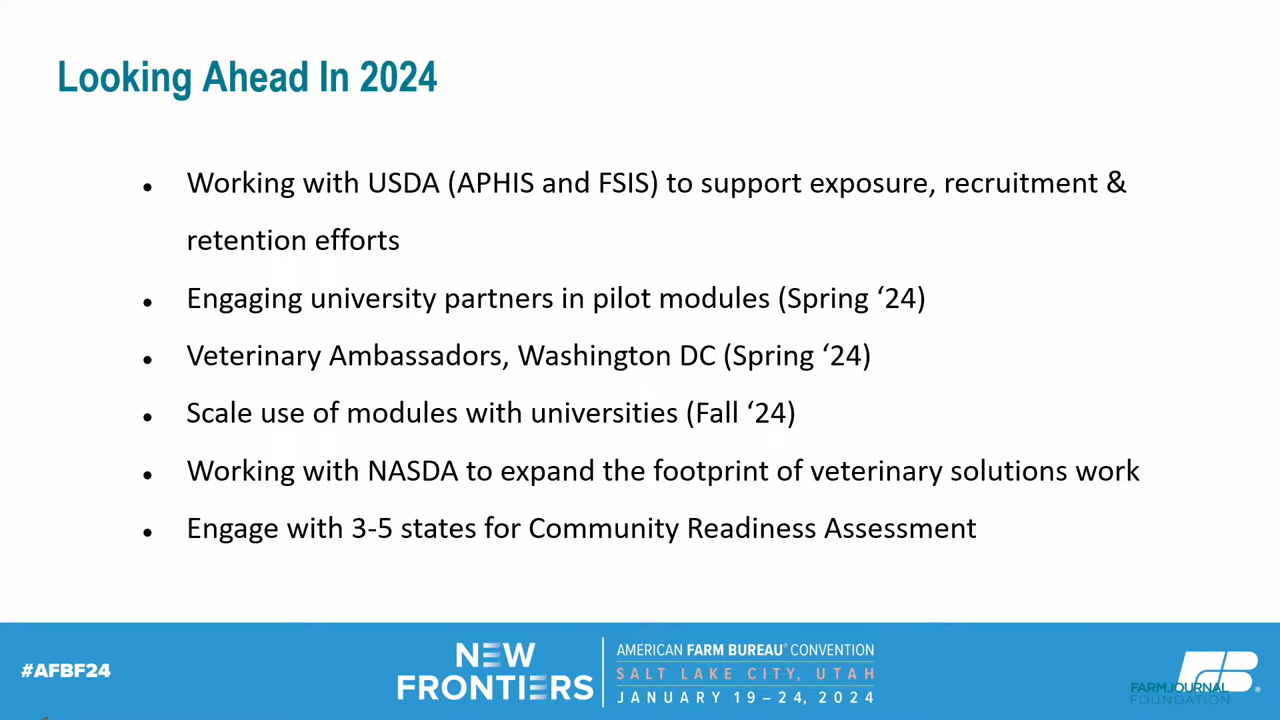 Looking Ahead In 2024
• Working with USDA (APHIS and FSIS) to support exposure, recruitment &
retention efforts
• Engaging university partners in pilot modules (Spring ‘24)
• Veterinary Ambassadors, Washington DC (Spring ‘24)
• Scale use of modules with universities (Fall ‘24)
• Working with NASDA to expand the footprint of veterinary solutions work
• Engage with 3-5 states for Community Readiness Assessment
#AFBF24
NEW
FRONTIERS
AMERICAN FARM BUREAU® CONVENTION
SALT LAKE CITY, UTAH
JANUARY 19–24, 2024
FB®
FARMJOURNAL
FOUNDATION